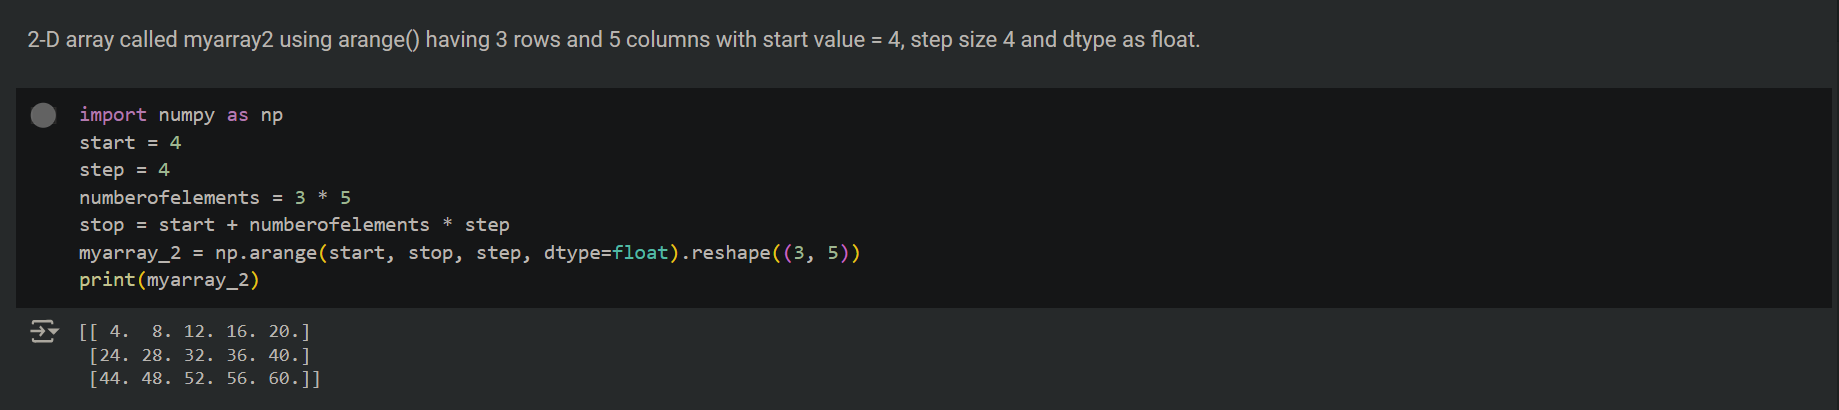 2-D array called myarray2 using arange() having 3 rows and 5 columns with start value = 4, step size 4 and dtype as float.
import numpy as np
start = 4
step = 4
numberofelements = 3 * 5
stop = start + numberofelements * step
myarray_2 = np.arange(start, stop, step, dtype=float).reshape((3, 5))
print(myarray_2)
[[ 4.  8. 12. 16. 20.]
 [24. 28. 32. 36. 40.]
 [44. 48. 52. 56. 60.]]